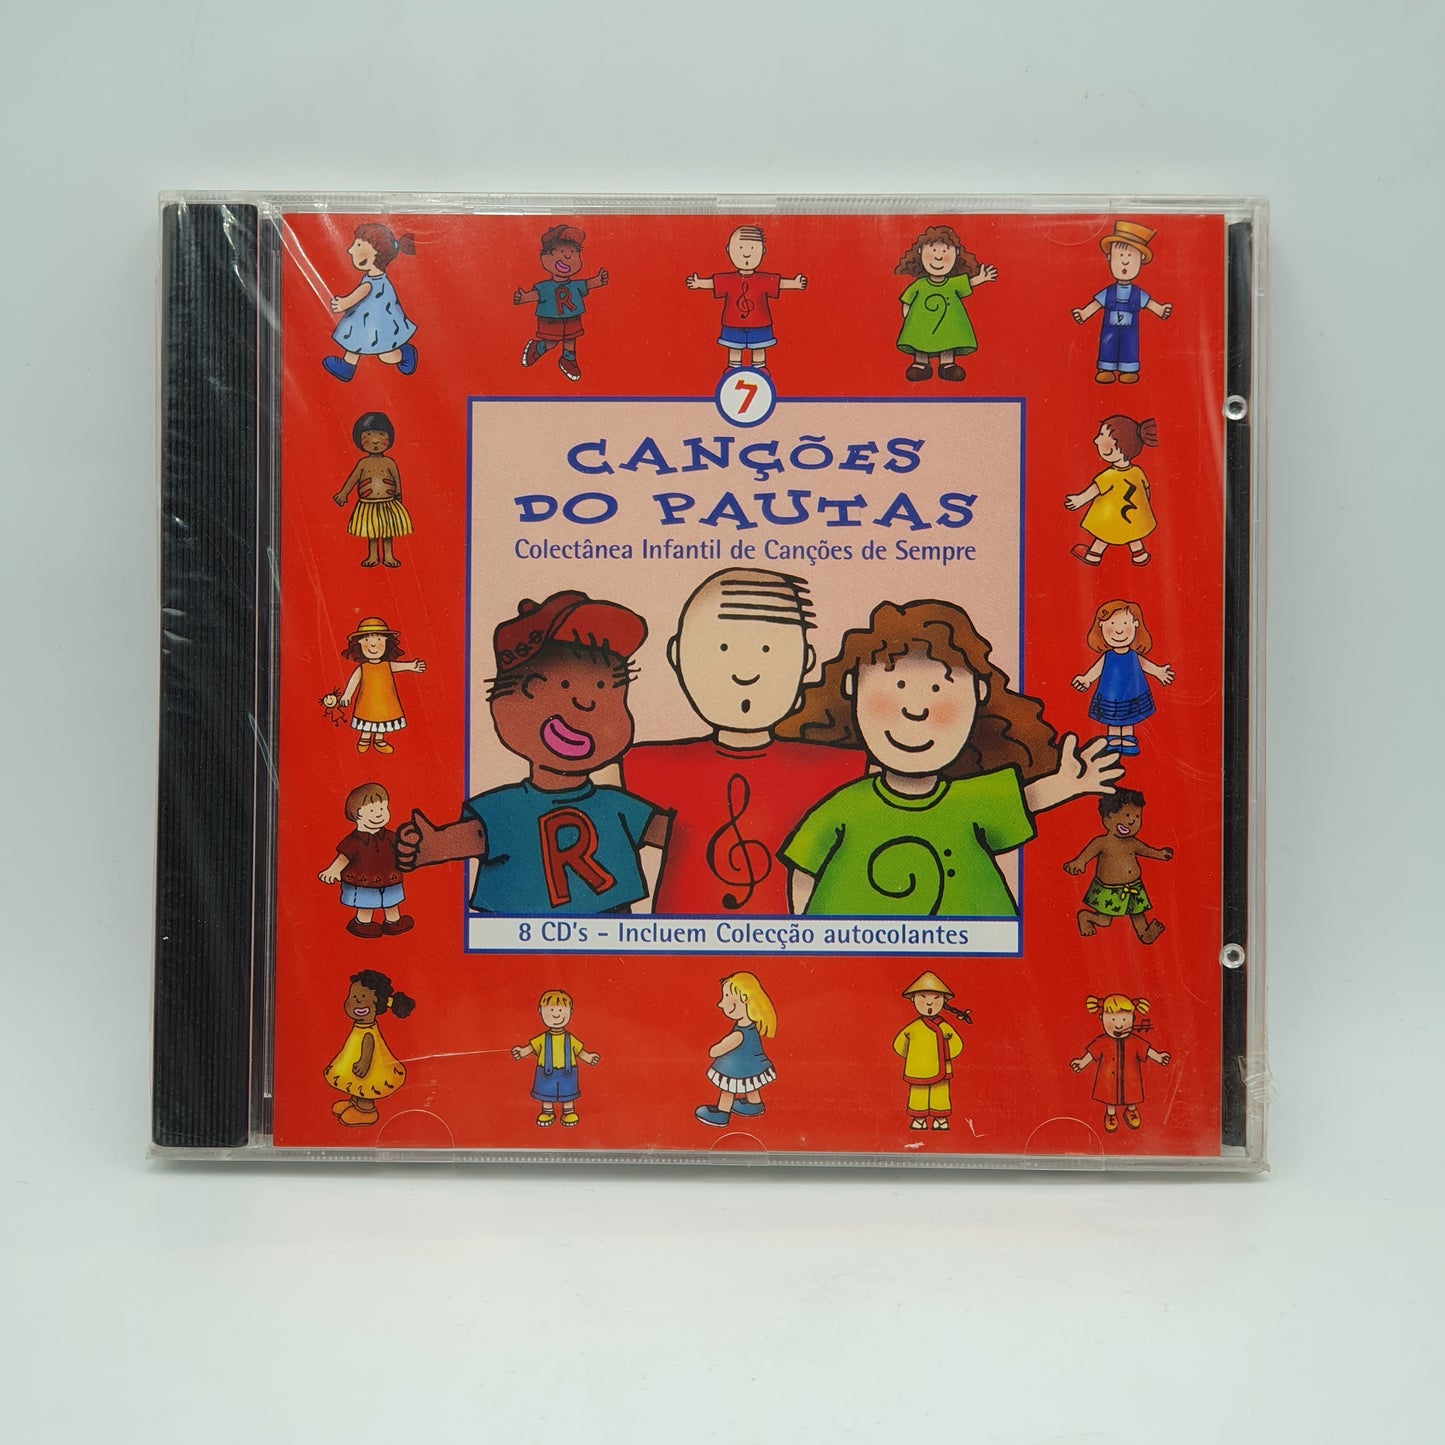 7
CANÇÕES
DO PAUTAS
Colectânea Infantil de Canções de Sempre
R
R
8 CD's - Incluem Colecção autocolantes